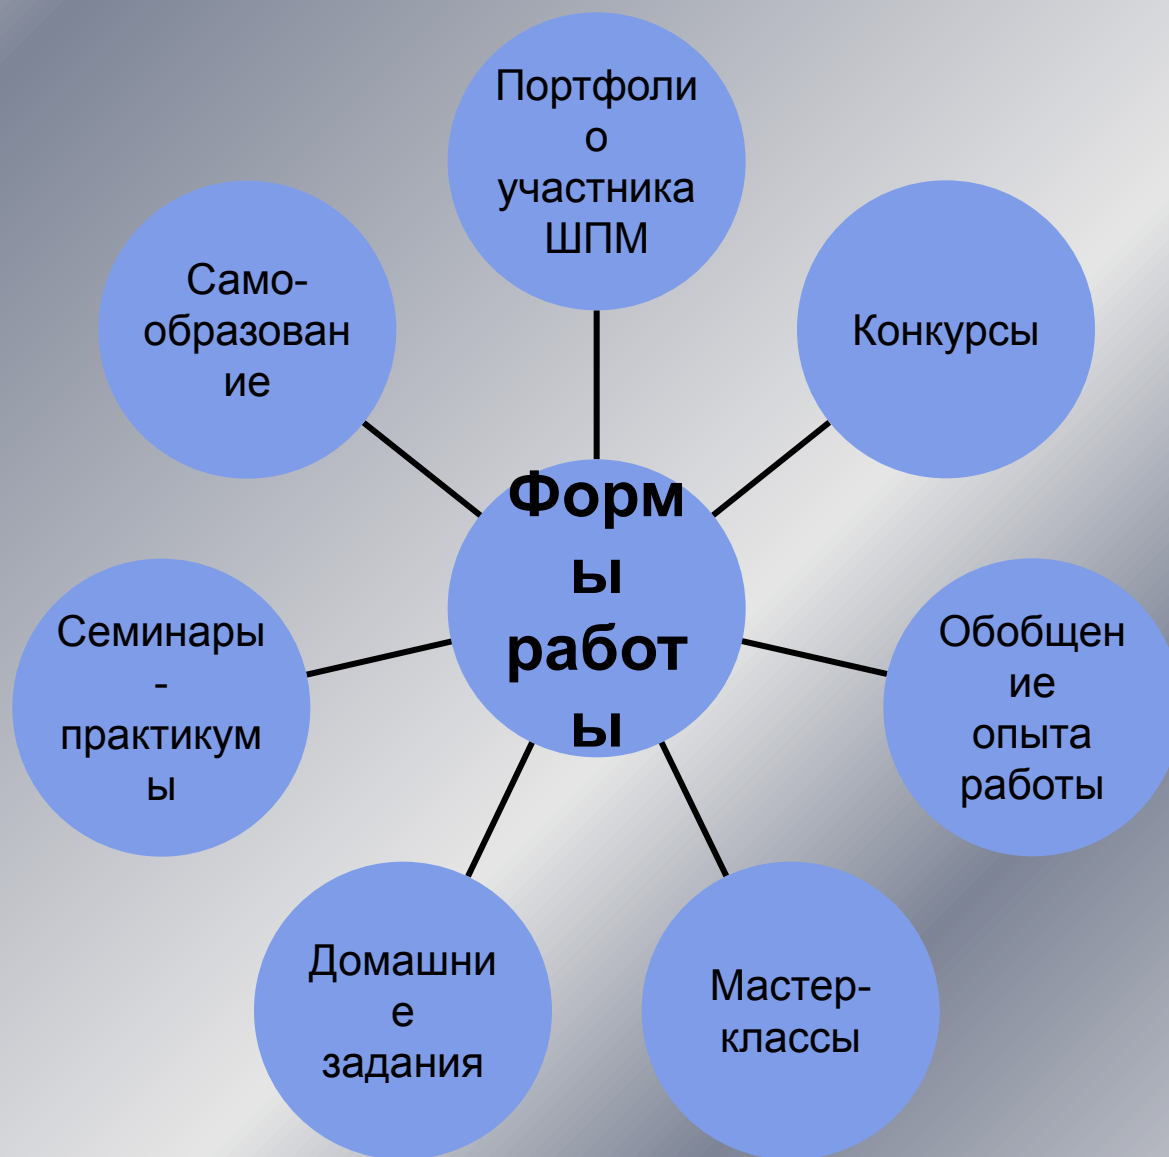 Портфоли
о
участника
ШПМ
Само-
образован
ие
Конкурсы
Форм
ы
работ
ы
Семинары
-
практикум
ы
Обобщен
ие
опыта
работы
Домашни
е
задания
Мастер-
классы